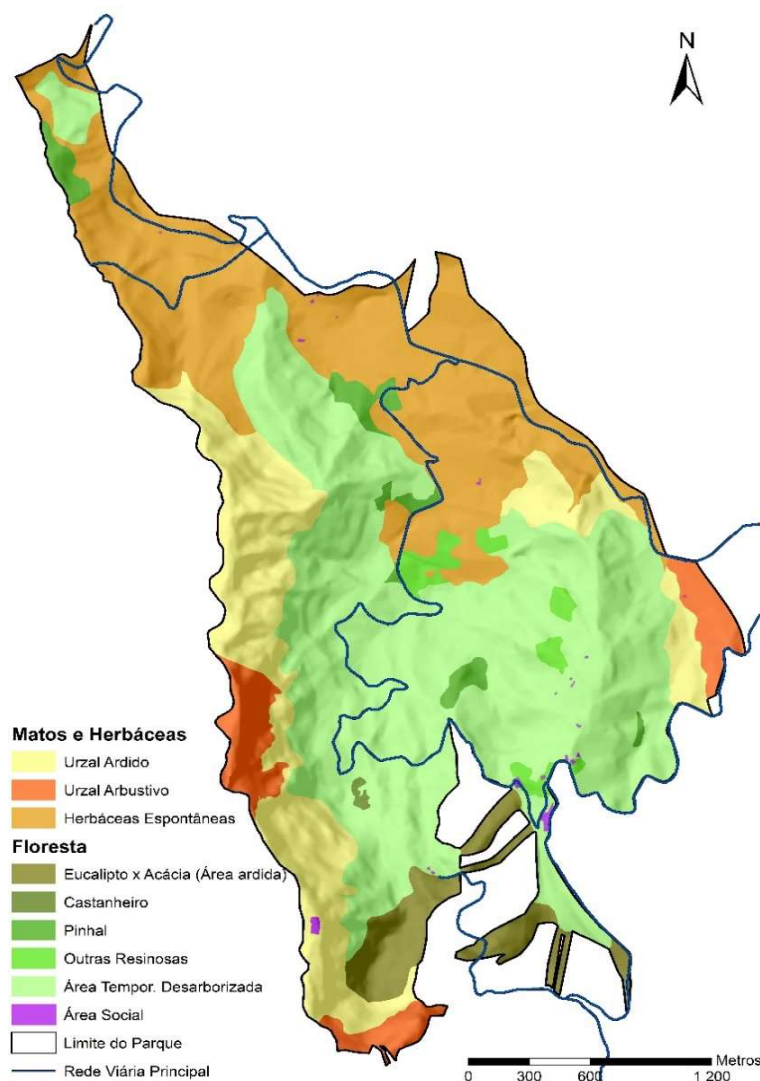 N
Matos e Herbáceas
Urzal Ardido
Urzal Arbustivo
Herbáceas Espontâneas
Floresta
Eucalipto x Acácia (Área ardida)
Castanheiro
Pinhal
Outras Resinosas
Área Tempor. Desarborizada
Área Social
Límite do Parque
Rede Viária Principal
Metros
0 300 600 1 200